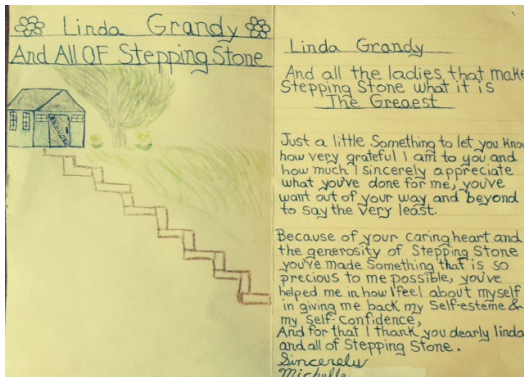 Linda Grandy
And All OF Stepping Stone
Linda Grandy
And all the ladies that make
Stepping Stone what it is
The Greaest
Just a little Something to let you Know
how very grateful I am to you and
how much I sincerely appreciate
what you've done for me, you've
want out of your way and beyond
to say the very least.
Because of your caring heart and
the generosity of Stepping Stone
you've made Something that is so
precious to me possible, you've
helped me in how I feel about myself
in giving me back my Self-esteme &
my Self-Confidence,
And for that I thank you dearly linda
and all of Stepping Stone.
Sincerely
Michelle